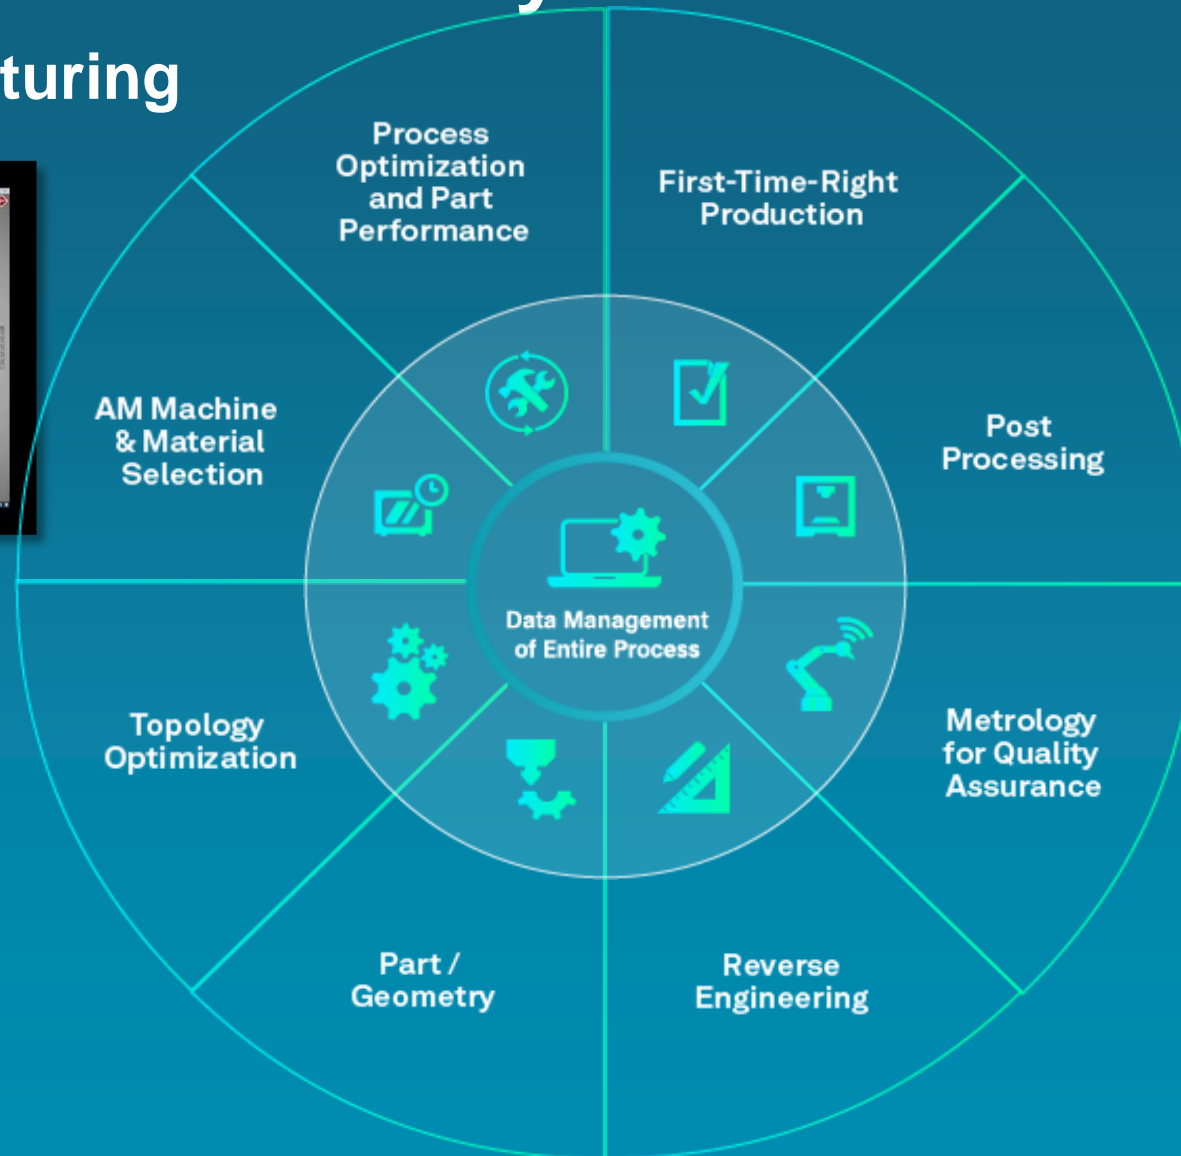 turing
Process
Optimization
and Part
Performance
First-Time-Right
Production
AM Machine
& Material
Selection
Post
Processing
Data Management
of Entire Process
Topology
Optimization
Metrology
for Quality
Assurance
Part /
Geometry
Reverse
Engineering